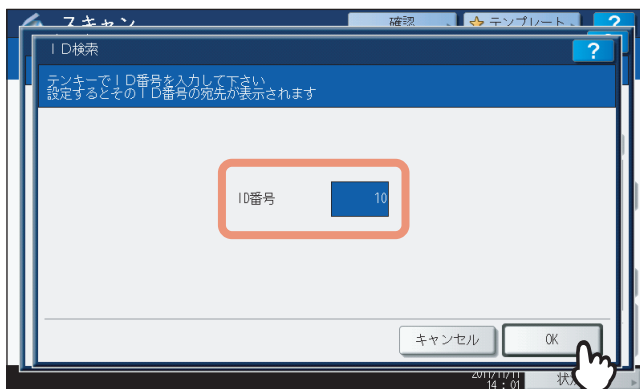 スキャン
確認
テンプレート
?
ID検索
?
テンキーでID番号を入力して下さい
設定するとそのID番号の宛先が表示されます
ID番号
10
キャンセル
OK
2011/11/11
14:01
状